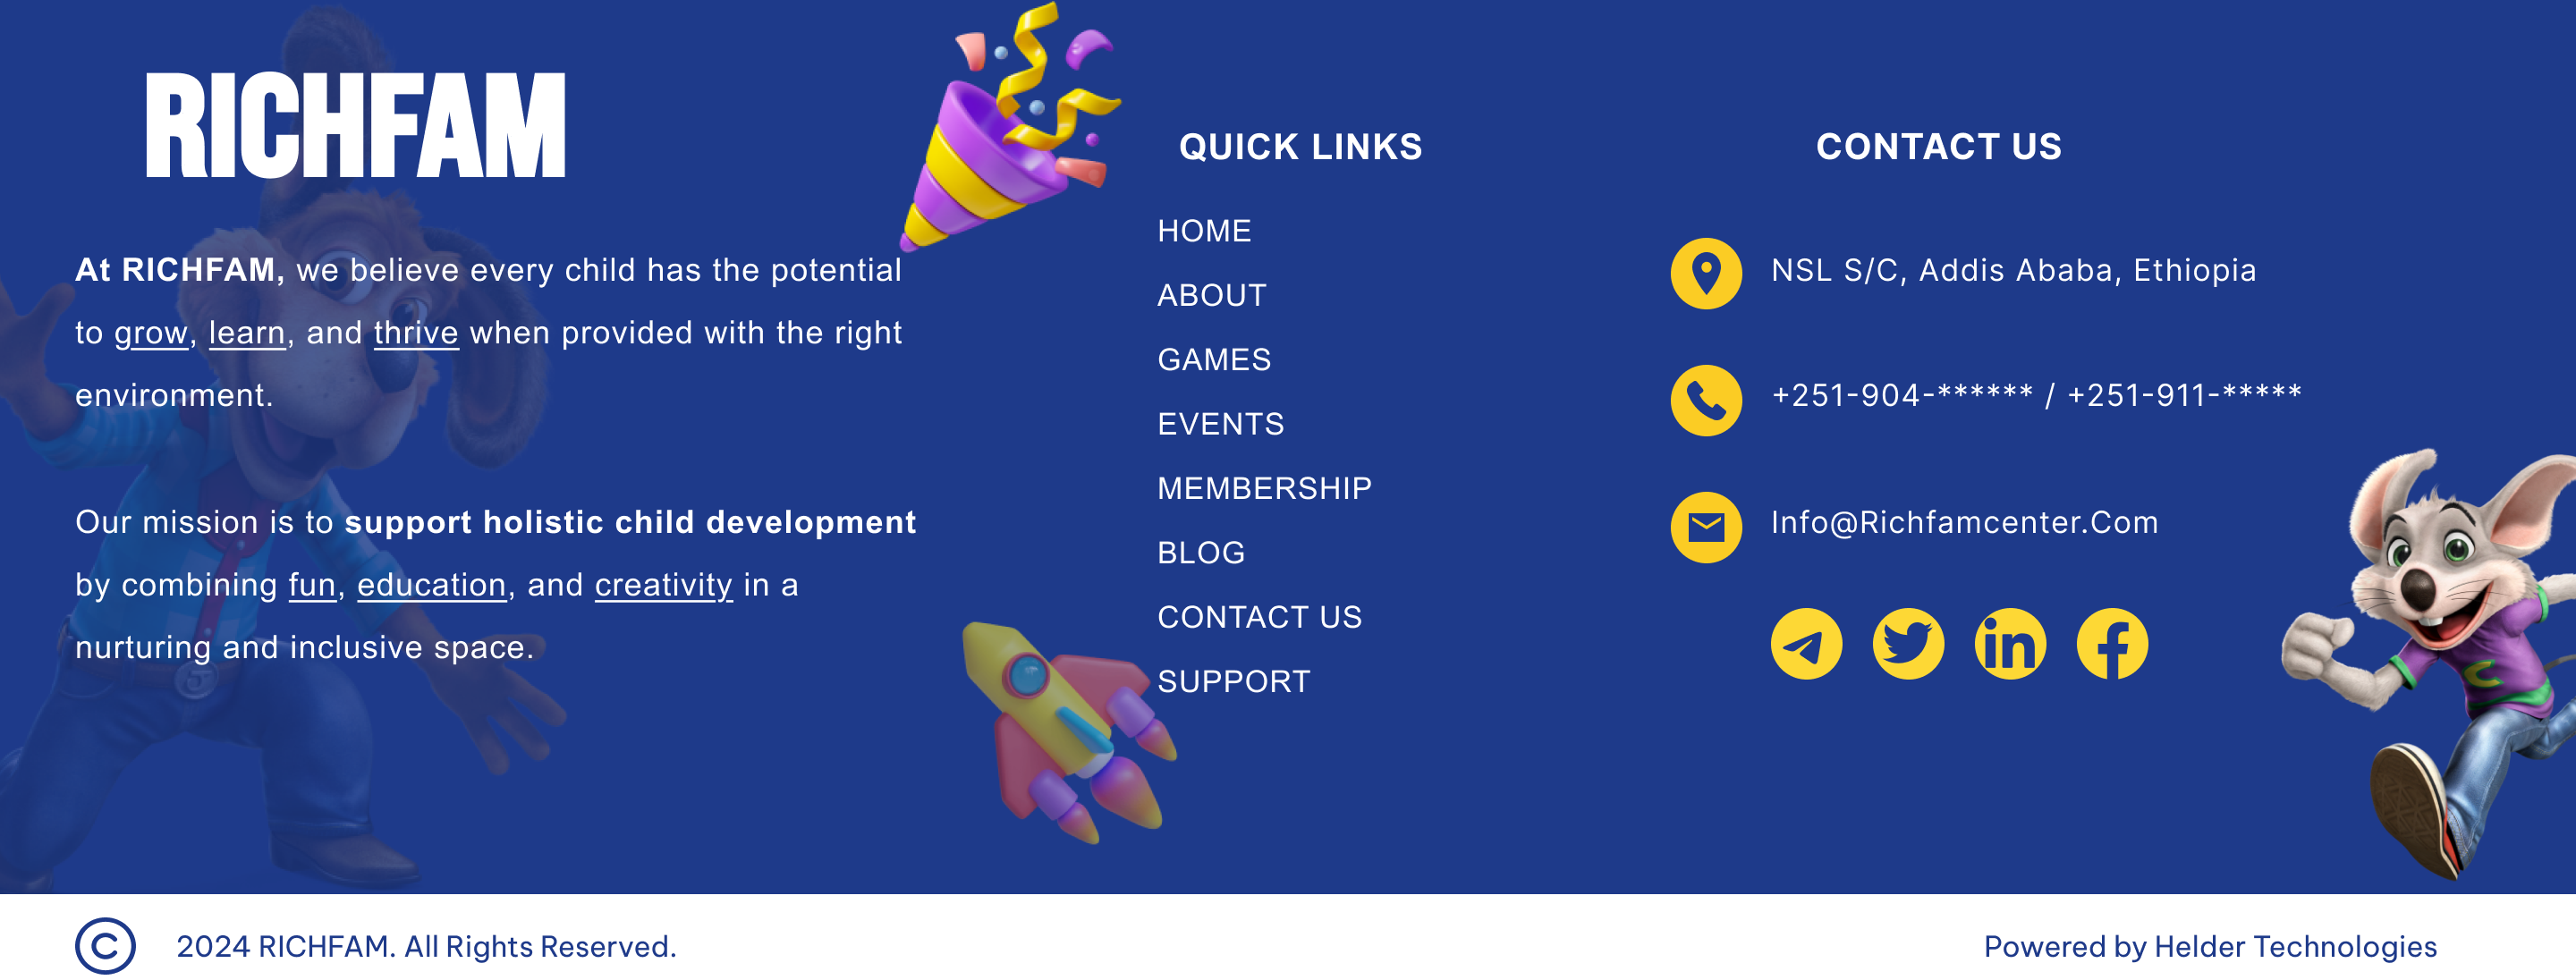 RICHFAM
At RICHFAM, we believe every child has the potential
to grow, learn, and thrive when provided with the right
environment.
Our mission is to support holistic child development
by combining fun, education, and creativity in a
nurturing and inclusive space.
QUICK LINKS
HOME
ABOUT
GAMES
EVENTS
MEMBERSHIP
BLOG
CONTACT US
SUPPORT
CONTACT US
NSL S/C, Addis Ababa, Ethiopia
+251-904-****** / +251-911-*****
Info@Richfamcenter.Com
in
f
C
© 2024 RICHFAM. All Rights Reserved.
Powered by Helder Technologies